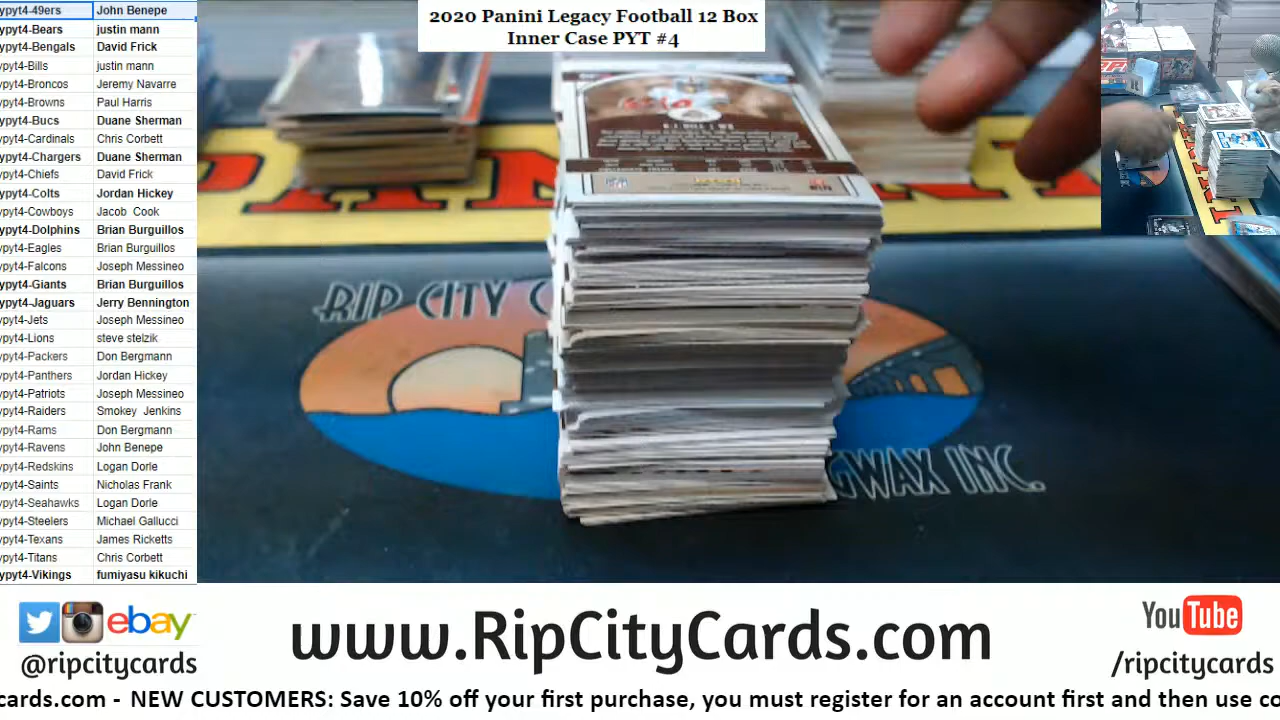 ypyt4-49ers John Benepe
ypyt4-Bears justin mann
ypyt4-Bengals David Frick
ypyt4-Bills justin mann
ypyt4-Broncos Jeremy Navarre
ypyt4-Browns Paul Harris
ypyt4-Bucs Duane Sherman
ypyt4-Cardinals Chris Corbett
ypyt4-Chargers Duane Sherman
ypyt4-Chiefs David Frick
ypyt4-Colts Jordan Hickey
ypyt4-Cowboys Jacob Cook
ypyt4-Dolphins Brian Burguillos
ypyt4-Eagles Brian Burguillos
ypyt4-Falcons Joseph Messineo
ypyt4-Giants Brian Burguillos
ypyt4-Jaguars Jerry Bennington
ypyt4-Jets Joseph Messineo
ypyt4-Lions steve stelzik
ypyt4-Packers Don Bergmann
ypyt4-Panthers Jordan Hickey
ypyt4-Patriots Joseph Messineo
ypyt4-Raiders Smokey Jenkins
ypyt4-Rams Don Bergmann
ypyt4-Ravens John Benepe
ypyt4-Redskins Logan Dorle
ypyt4-Saints Nicholas Frank
ypyt4-Seahawks Logan Dorle
ypyt4-Steelers Michael Gallucci
ypyt4-Texans James Ricketts
ypyt4-Titans Chris Corbett
ypyt4-Vikings fumiyasu kikuchi
2020 Panini Legacy Football 12 Box
Inner Case PYT #4
RIP CITY
GWAX INC.
ebay
@ripcitycards
www.RipCityCards.com
YouTube
/ripcitycards
cards.com - NEW CUSTOMERS: Save 10% off your first purchase, you must register for an account first and then use co